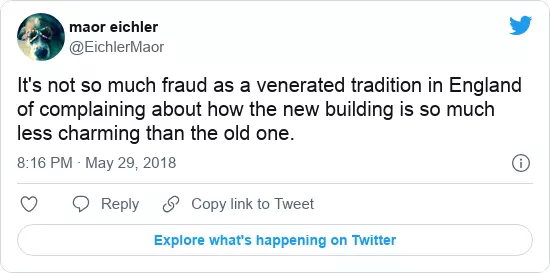 maor eichler
@EichlerMaor
It's not so much fraud as a venerated tradition in England
of complaining about how the new building is so much
less charming than the old one.
8:16 PM · May 29, 2018
Reply
Copy link to Tweet
Explore what's happening on Twitter